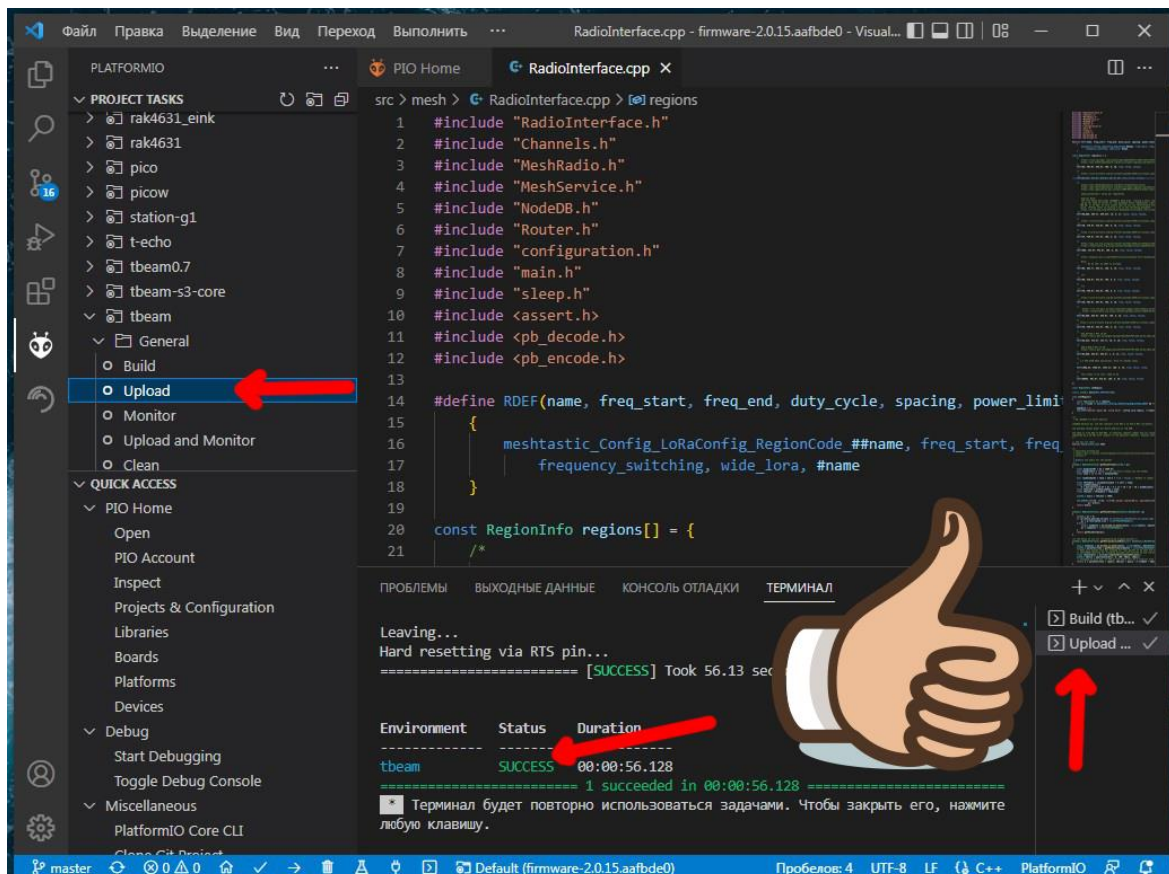 Файл Правка Выделение Вид Переход Выполнить ··· RadioInterface.cpp - firmware-2.0.15.aafbde0 - Visual...
PLATFORMIO ···
PIO Home RadioInterface.cpp
PROJECT TASKS
src > mesh > RadioInterface.cpp > regions
rak4631_eink
rak4631
pico
picow
station-g1
t-echo
tbeam0.7
tbeam-s3-core
tbeam
General
Build
Upload
Monitor
Upload and Monitor
Clean
16
QUICK ACCESS
PIO Home
Open
PIO Account
Inspect
Projects & Configuration
Libraries
Boards
Platforms
Devices
Debug
Start Debugging
Toggle Debug Console
Miscellaneous
PlatformIO Core CLI
Clone Git Project
1 #include "RadioInterface.h"
2 #include "Channels.h"
3 #include "MeshRadio.h"
4 #include "MeshService.h"
5 #include "NodeDB.h"
6 #include "Router.h"
7 #include "configuration.h"
8 #include "main.h"
9 #include "sleep.h"
10 #include <assert.h>
11 #include <pb_decode.h>
12 #include <pb_encode.h>
13
14 #define RDEF(name, freq_start, freq_end, duty_cycle, spacing, power_limi
15 {
16 meshtastic_Config_LoRaConfig_RegionCode_##name, freq_start, freq_
17 frequency_switching, wide_lora, #name
18 }
19
20 const RegionInfo regions[] = {
21 /*
ПРОБЛЕМЫ ВЫХОДНЫЕ ДАННЫЕ КОНСОЛЬ ОТЛАДКИ ТЕРМИНАЛ
Build (tb...
Upload ...
Leaving...
Hard resetting via RTS pin...
========================= [SUCCESS] Took 56.13 sec
Environment Status Duration
tbeam SUCCESS 00:00:56.128
========================= 1 succeeded in 00:00:56.128 =========================
* Терминал будет повторно использоваться задачами. Чтобы закрыть его, нажмите
любую клавишу.
master 0 0 Default (firmware-2.0.15.aafbde0) Пробелов: 4 UTF-8 LF C++ PlatformIO